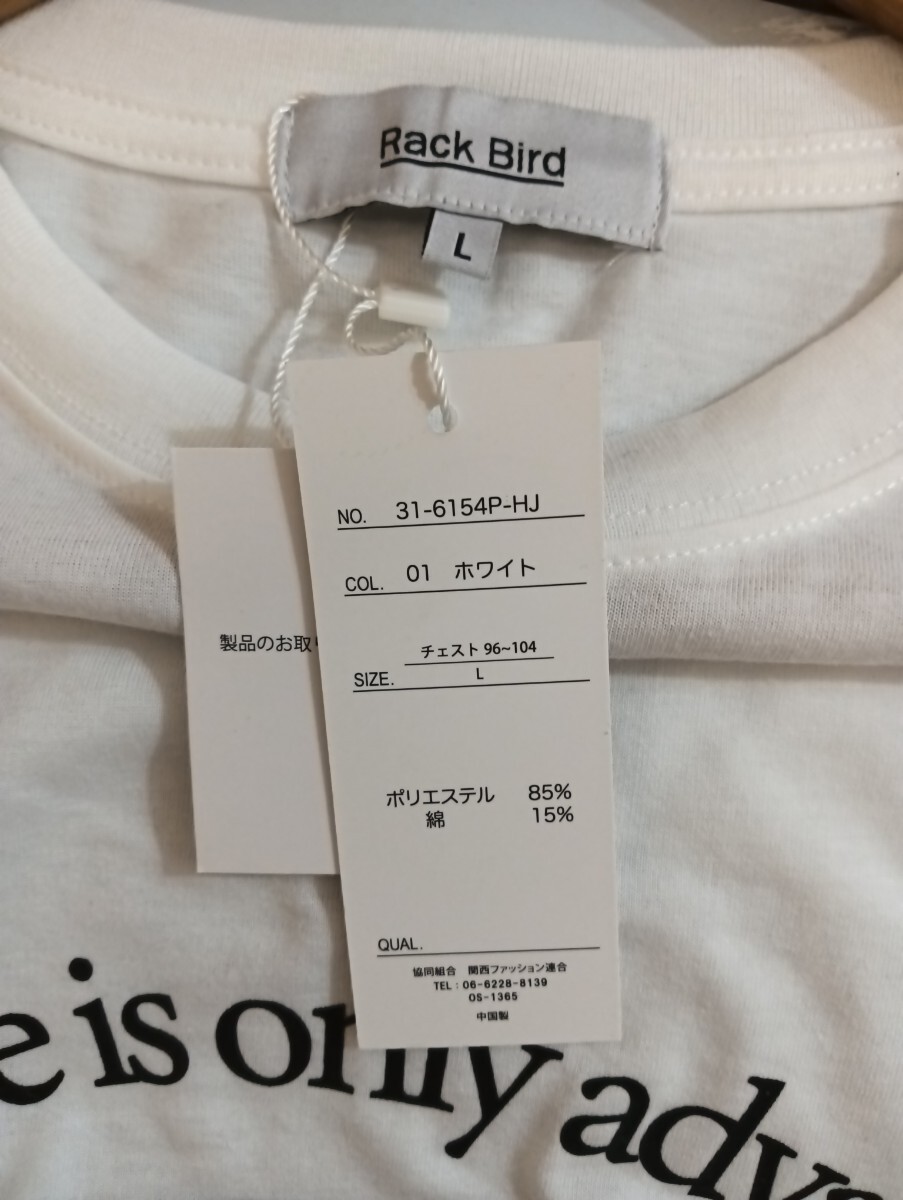 Rack Bird
L
NO. 31-6154P-HJ
COL. 01 ホワイト
チェスト 96~104
SIZE. L
ポリエステル 85%
綿 15%
QUAL.
協同組合 関西ファッション連合
TEL：06-6228-8139
OS-1365
中国製
製品のお取
e is only adv